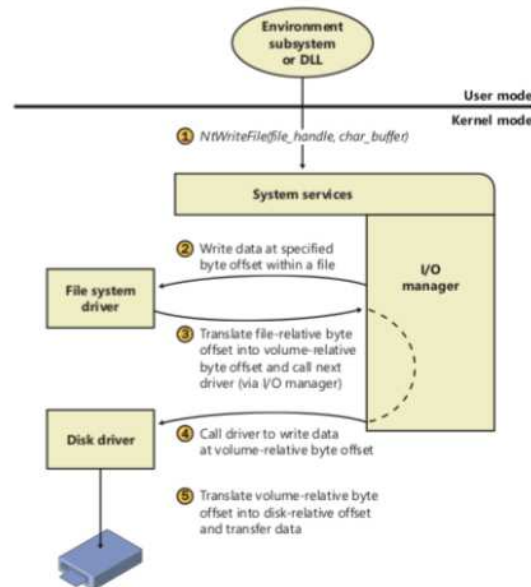 Environment
subsystem
or DLL
User mode
Kernel mode
1 NtWriteFile(file_handle, char_buffer)
System services
2 Write data at specified
byte offset within a file
I/O
manager
File system
driver
3 Translate file-relative byte
offset into volume-relative
byte offset and call next
driver (via I/O manager)
Disk driver
4 Call driver to write data
at volume-relative byte offset
5 Translate volume-relative byte
offset into disk-relative offset
and transfer data